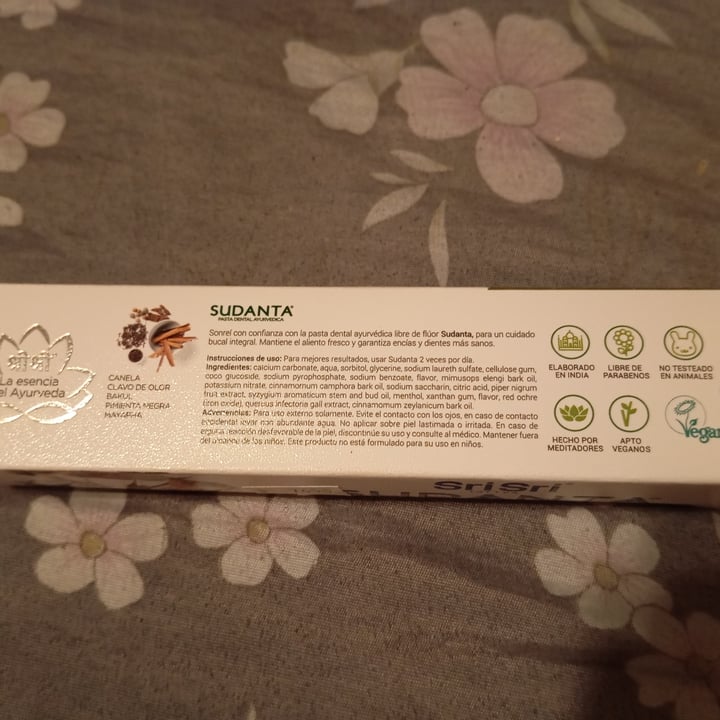 श्री श्री
La esencia
el Ayurveda
CANELA
CLAVO DE OLOR
BAKUL
PIMIENTA NEGRA
MAYAPHAL
SUDANTA
PASTA DENTAL AYURVÉDICA
Sonreí con confianza con la pasta dental ayurvédica libre de flúor Sudanta, para un cuidado
bucal integral. Mantiene el aliento fresco y garantiza encías y dientes más sanos.
Instrucciones de uso: Para mejores resultados, usar Sudanta 2 veces por día.
Ingredientes: calcium carbonate, aqua, sorbitol, glycerine, sodium laureth sulfate, cellulose gum,
coco glucoside, sodium pyrophosphate, sodium benzoate, flavor, mimusops elengi bark oil,
potassium nitrate, cinnamomum camphora bark oil, sodium saccharin, citric acid, piper nigrum
fruit extract, syzygium aromaticum stem and bud oil, menthol, xanthan gum, flavor, red ochre
(iron oxide), quercus infectoria gall extract, cinnamomum zeylanicum bark oil.
Advertencias: Para uso externo solamente. Evite el contacto con los ojos, en caso de contacto
accidental lavar con abundante agua. No aplicar sobre piel lastimada o irritada. En caso de
reacción desfavorable de la piel, discontinúe su uso y consulte al médico. Mantener fuera
del alcance de los niños. Este producto no está formulado para su uso en niños.
ELABORADO
EN INDIA
LIBRE DE
PARABENOS
NO TESTEADO
EN ANIMALES
HECHO POR
MEDITADORES
APTO
VEGANOS
Vegan
Sri Sri
SUDANTA